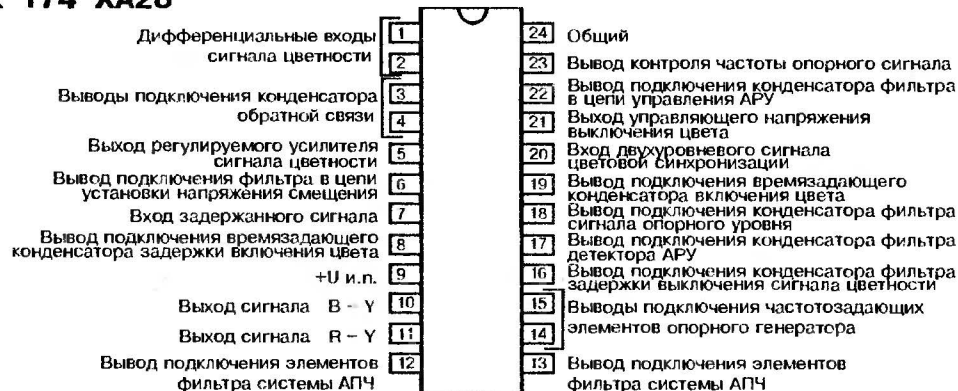 174 ХА28
Дифференциальные входы
сигнала цветности
1
2
Выводы подключения конденсатора
обратной связи
3
4
Выход регулируемого усилителя
сигнала цветности
5
Вывод подключения фильтра в цепи
установки напряжения смещения
6
Вход задержанного сигнала
7
Вывод подключения времязадающего
конденсатора задержки включения цвета
8
+U и.п.
9
Выход сигнала B – Y
10
Выход сигнала R – Y
11
Вывод подключения элементов
фильтра системы АПЧ
12
24 Общий
23 Вывод контроля частоты опорного сигнала
22 Вывод подключения конденсатора фильтра
в цепи управления АРУ
21 Выход управляющего напряжения
выключения цвета
20 Вход двухуровневого сигнала
цветовой синхронизации
19 Вывод подключения времязадающего
конденсатора включения цвета
18 Вывод подключения конденсатора фильтра
сигнала опорного уровня
17 Вывод подключения конденсатора фильтра
детектора АРУ
16 Вывод подключения конденсатора фильтра
задержки выключения сигнала цветности
15 Выводы подключения частотозадающих
14 элементов опорного генератора
13 Вывод подключения элементов
фильтра системы АПЧ